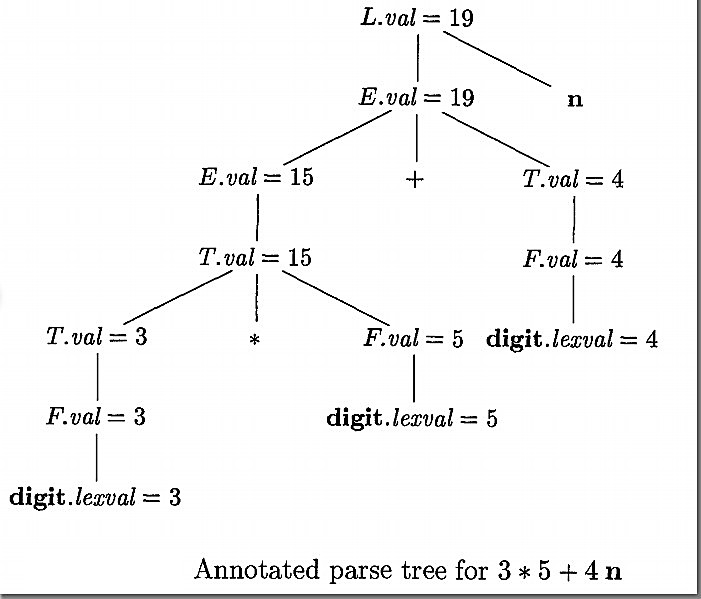 L.val = 19
E.val = 19 n
E.val = 15 + T.val = 4
T.val = 15 F.val = 4
T.val = 3 * F.val = 5 digit.lexval = 4
F.val = 3 digit.lexval = 5
digit.lexval = 3
Annotated parse tree for 3 * 5 + 4 n